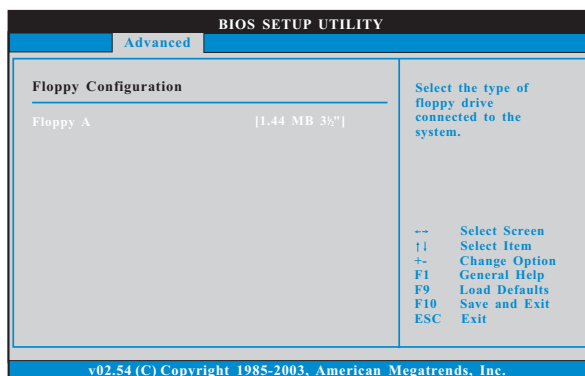 BIOS SETUP UTILITY
Advanced
Floppy Configuration
Floppy A [1.44 MB 3½"]
Select the type of
floppy drive
connected to the
system.
←→ Select Screen
↑↓ Select Item
+- Change Option
F1 General Help
F9 Load Defaults
F10 Save and Exit
ESC Exit
v02.54 (C) Copyright 1985-2003, American Megatrends, Inc.